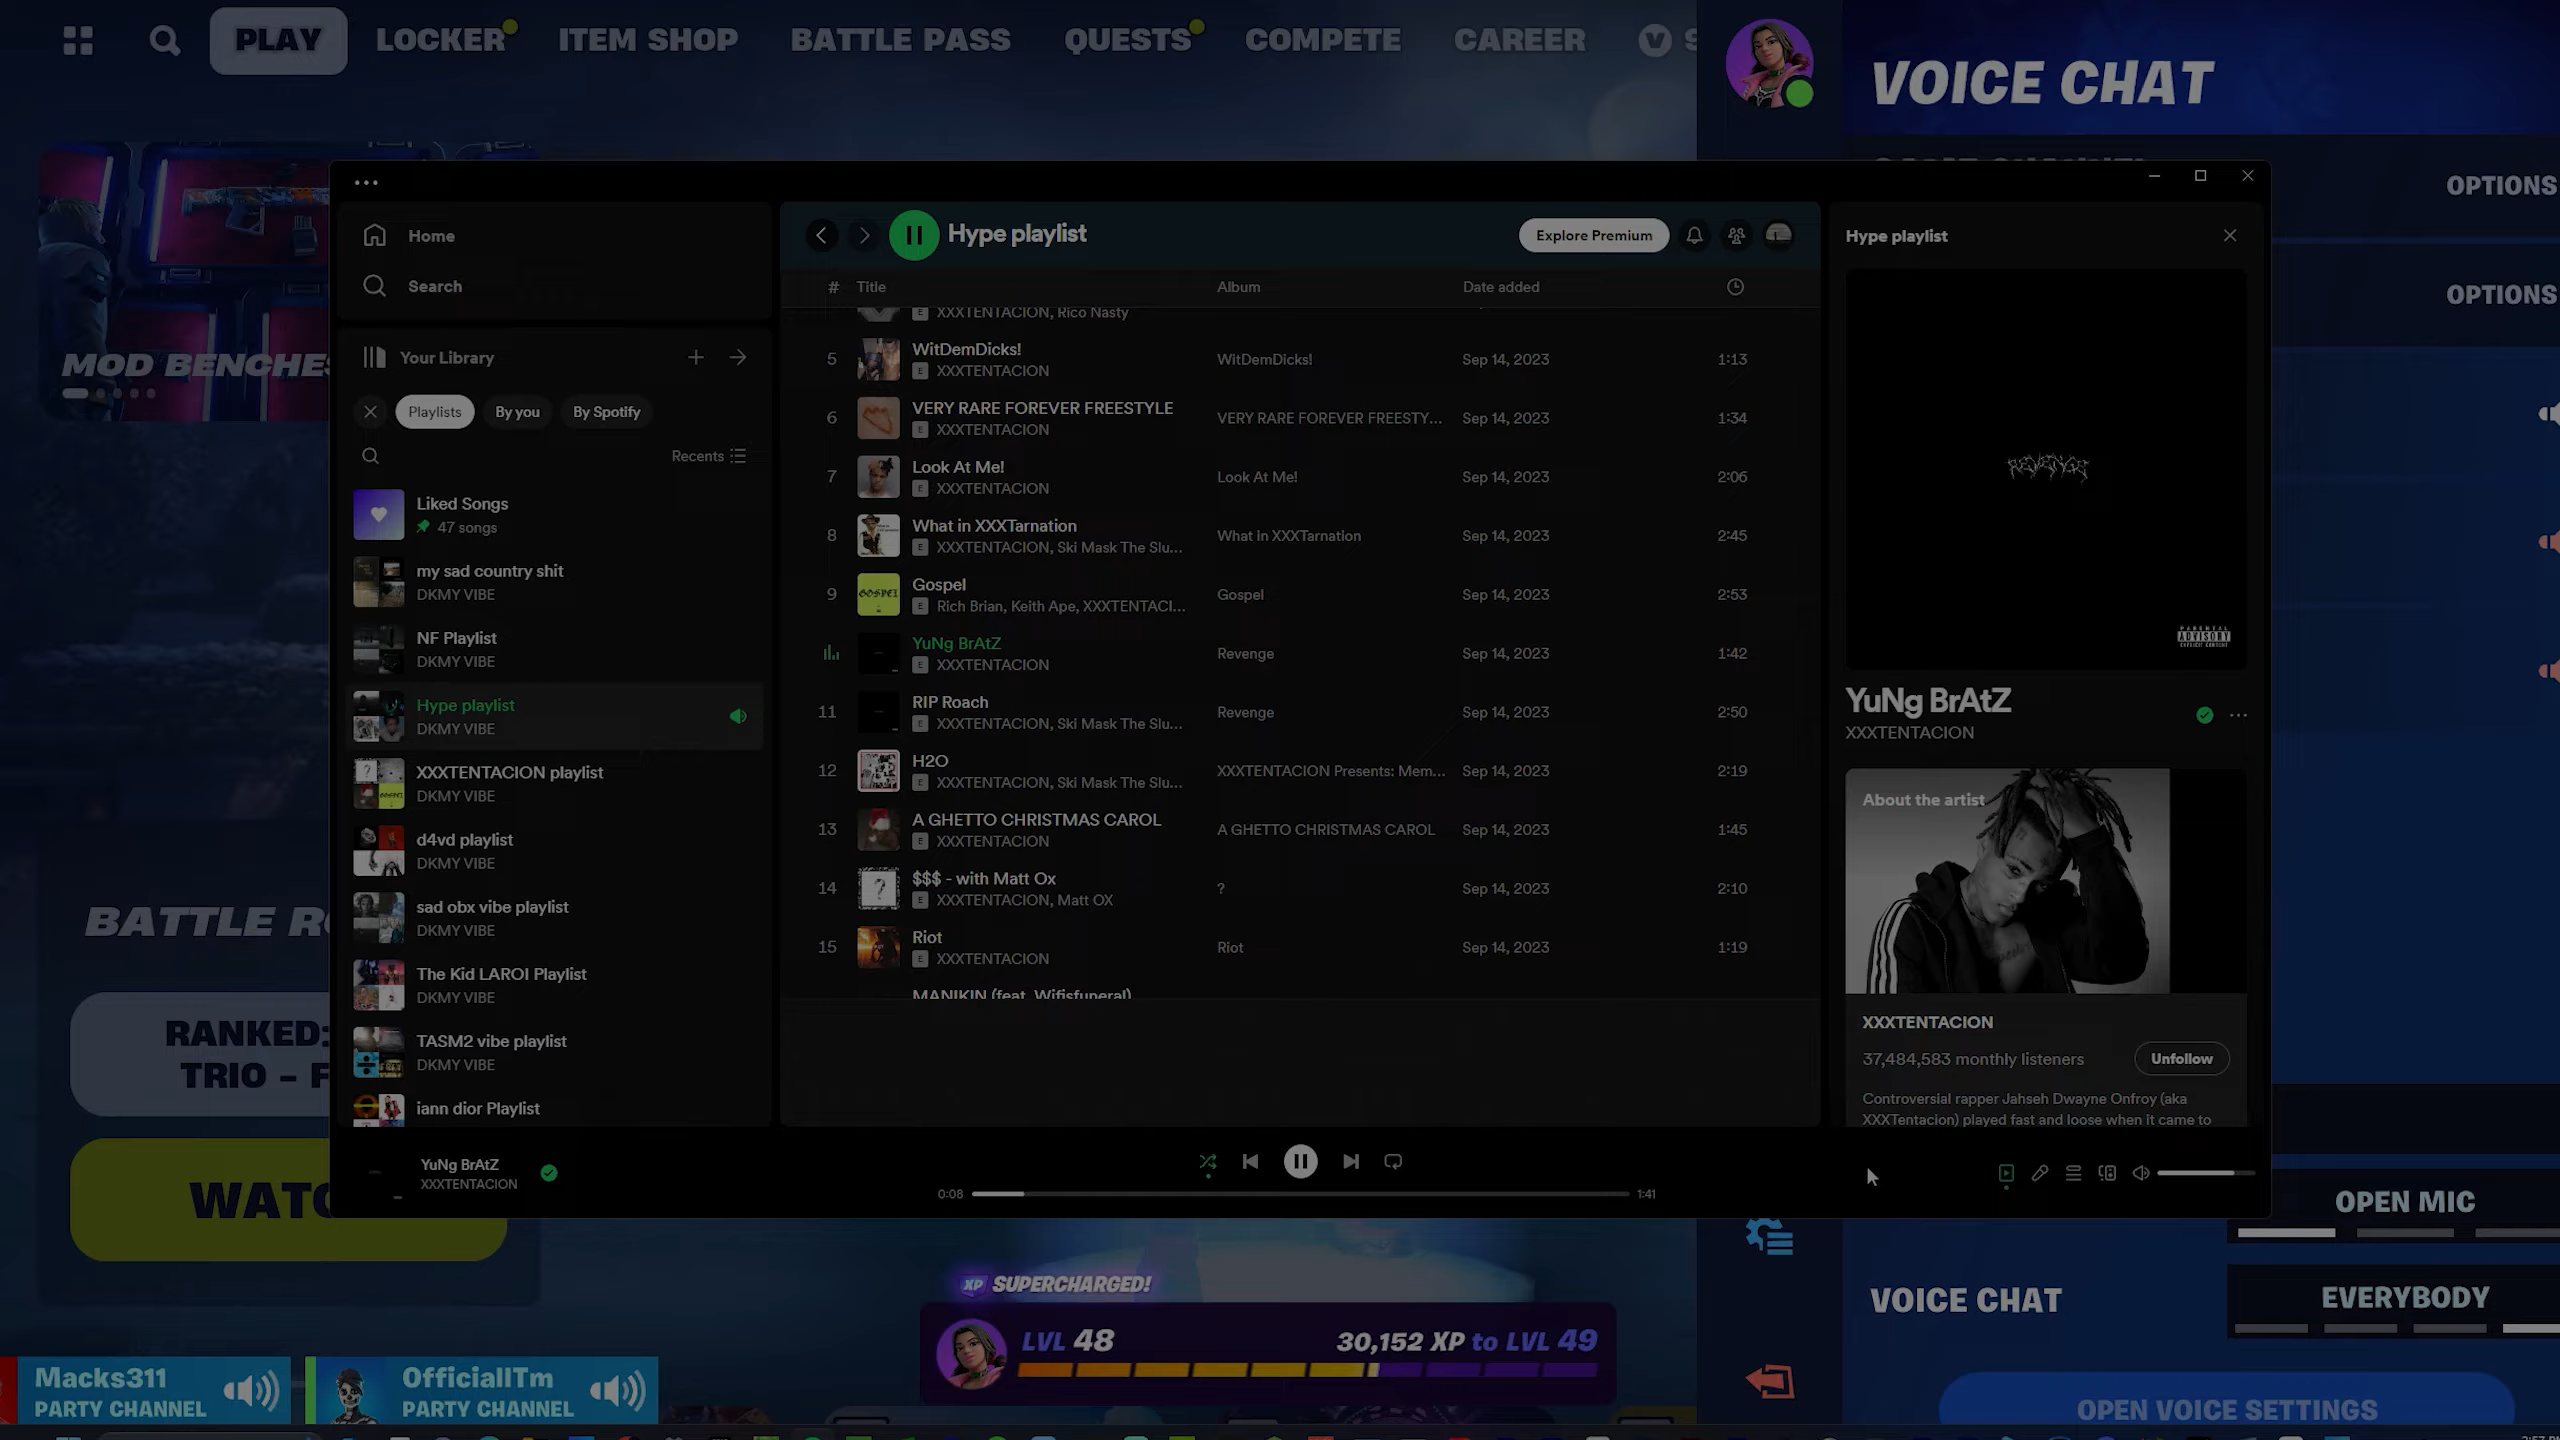 PLAY
LOCKER
ITEM SHOP
BATTLE PASS
QUESTS
COMPETE
CAREER
V
S
VOICE CHAT
OPTIONS
OPTIONS
MOD BENCHES
BATTLE R
RANKED:
TRIO - F
WATC
Home
Search
Your Library
Playlists
By you
By Spotify
Recents
Liked Songs
47 songs
my sad country shit
DKMY VIBE
NF Playlist
DKMY VIBE
Hype playlist
DKMY VIBE
XXXTENTACION playlist
DKMY VIBE
d4vd playlist
DKMY VIBE
sad obx vibe playlist
DKMY VIBE
The Kid LAROI Playlist
DKMY VIBE
TASM2 vibe playlist
DKMY VIBE
iann dior Playlist
Hype playlist
Explore Premium
# Title Album Date added
E XXXTENTACION, Rico Nasty
5 WitDemDicks! WitDemDicks! Sep 14, 2023 1:13
E XXXTENTACION
6 VERY RARE FOREVER FREESTYLE VERY RARE FOREVER FREESTY... Sep 14, 2023 1:34
E XXXTENTACION
7 Look At Me! Look At Me! Sep 14, 2023 2:06
E XXXTENTACION
8 What in XXXTarnation What in XXXTarnation Sep 14, 2023 2:45
E XXXTENTACION, Ski Mask The Slu...
9 Gospel Gospel Sep 14, 2023 2:53
E Rich Brian, Keith Ape, XXXTENTACI...
GOSPEL
YuNg BrAtZ Revenge Sep 14, 2023 1:42
E XXXTENTACION
11 RIP Roach Revenge Sep 14, 2023 2:50
E XXXTENTACION, Ski Mask The Slu...
12 H2O XXXTENTACION Presents: Mem... Sep 14, 2023 2:19
E XXXTENTACION, Ski Mask The Slu...
13 A GHETTO CHRISTMAS CAROL A GHETTO CHRISTMAS CAROL Sep 14, 2023 1:45
E XXXTENTACION
14 $$$ - with Matt Ox ? Sep 14, 2023 2:10
E XXXTENTACION, Matt OX
?
15 Riot Riot Sep 14, 2023 1:19
E XXXTENTACION
MANIKIN (feat. Wifisfuneral)
Hype playlist
REVENGE
PARENTAL
ADVISORY
EXPLICIT CONTENT
YuNg BrAtZ
XXXTENTACION
About the artist
XXXTENTACION
37,484,583 monthly listeners
Unfollow
Controversial rapper Jahseh Dwayne Onfroy (aka
XXXTentacion) played fast and loose when it came to
YuNg BrAtZ
XXXTENTACION
0:08
1:41
XP SUPERCHARGED!
LVL 48
30,152 XP to LVL 49
Macks311
PARTY CHANNEL
OfficiallTm
PARTY CHANNEL
OPEN MIC
VOICE CHAT
EVERYBODY
OPEN VOICE SETTINGS